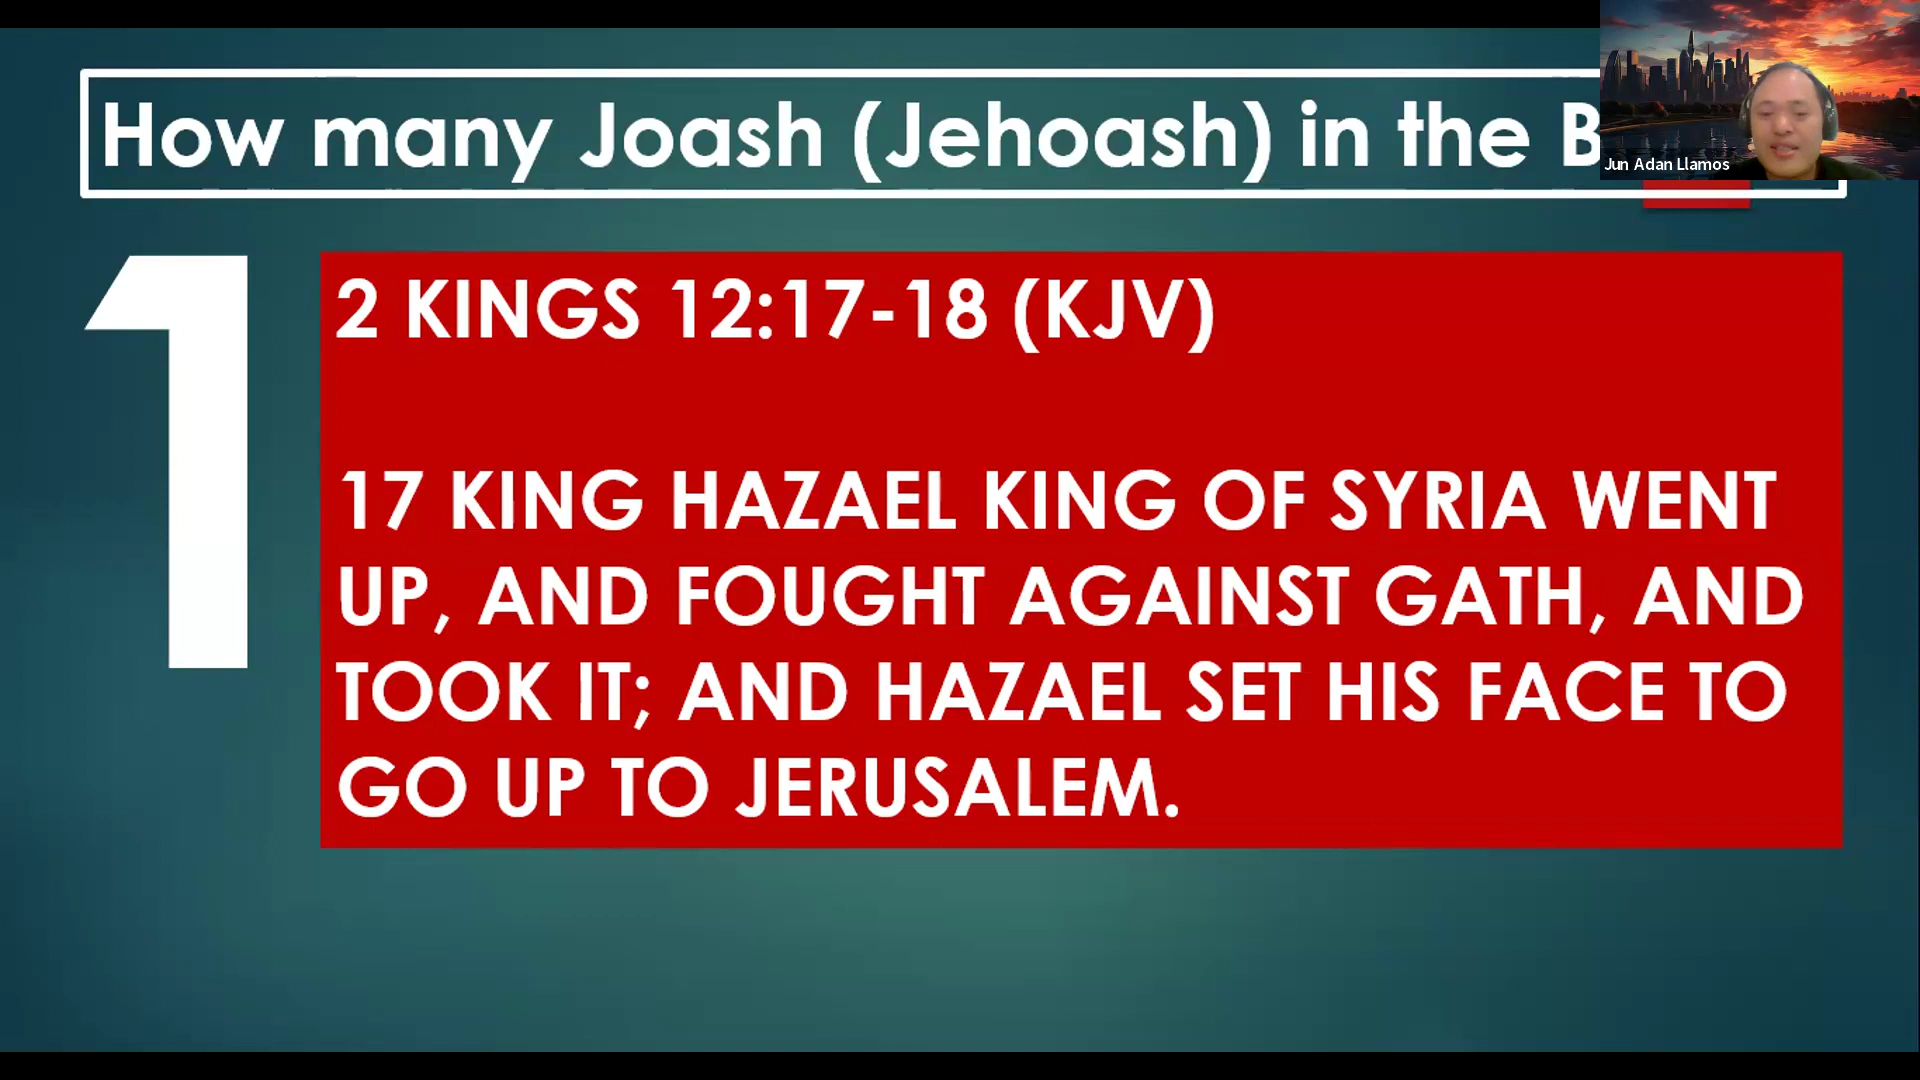 How many Joash (Jehoash) in the B
Jun Adan Llamos
1
2 KINGS 12:17-18 (KJV)
17 KING HAZAEL KING OF SYRIA WENT
UP, AND FOUGHT AGAINST GATH, AND
TOOK IT; AND HAZAEL SET HIS FACE TO
GO UP TO JERUSALEM.